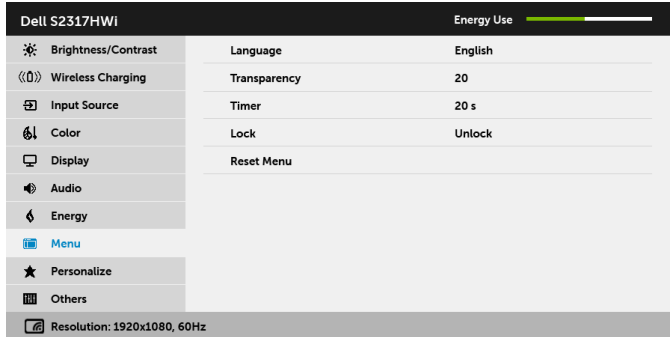 Dell S2317HWi Energy Use
Brightness/Contrast Language English
Wireless Charging Transparency 20
Input Source Timer 20 s
Color Lock Unlock
Display Reset Menu
Audio
Energy
Menu
Personalize
Others
Resolution: 1920x1080, 60Hz